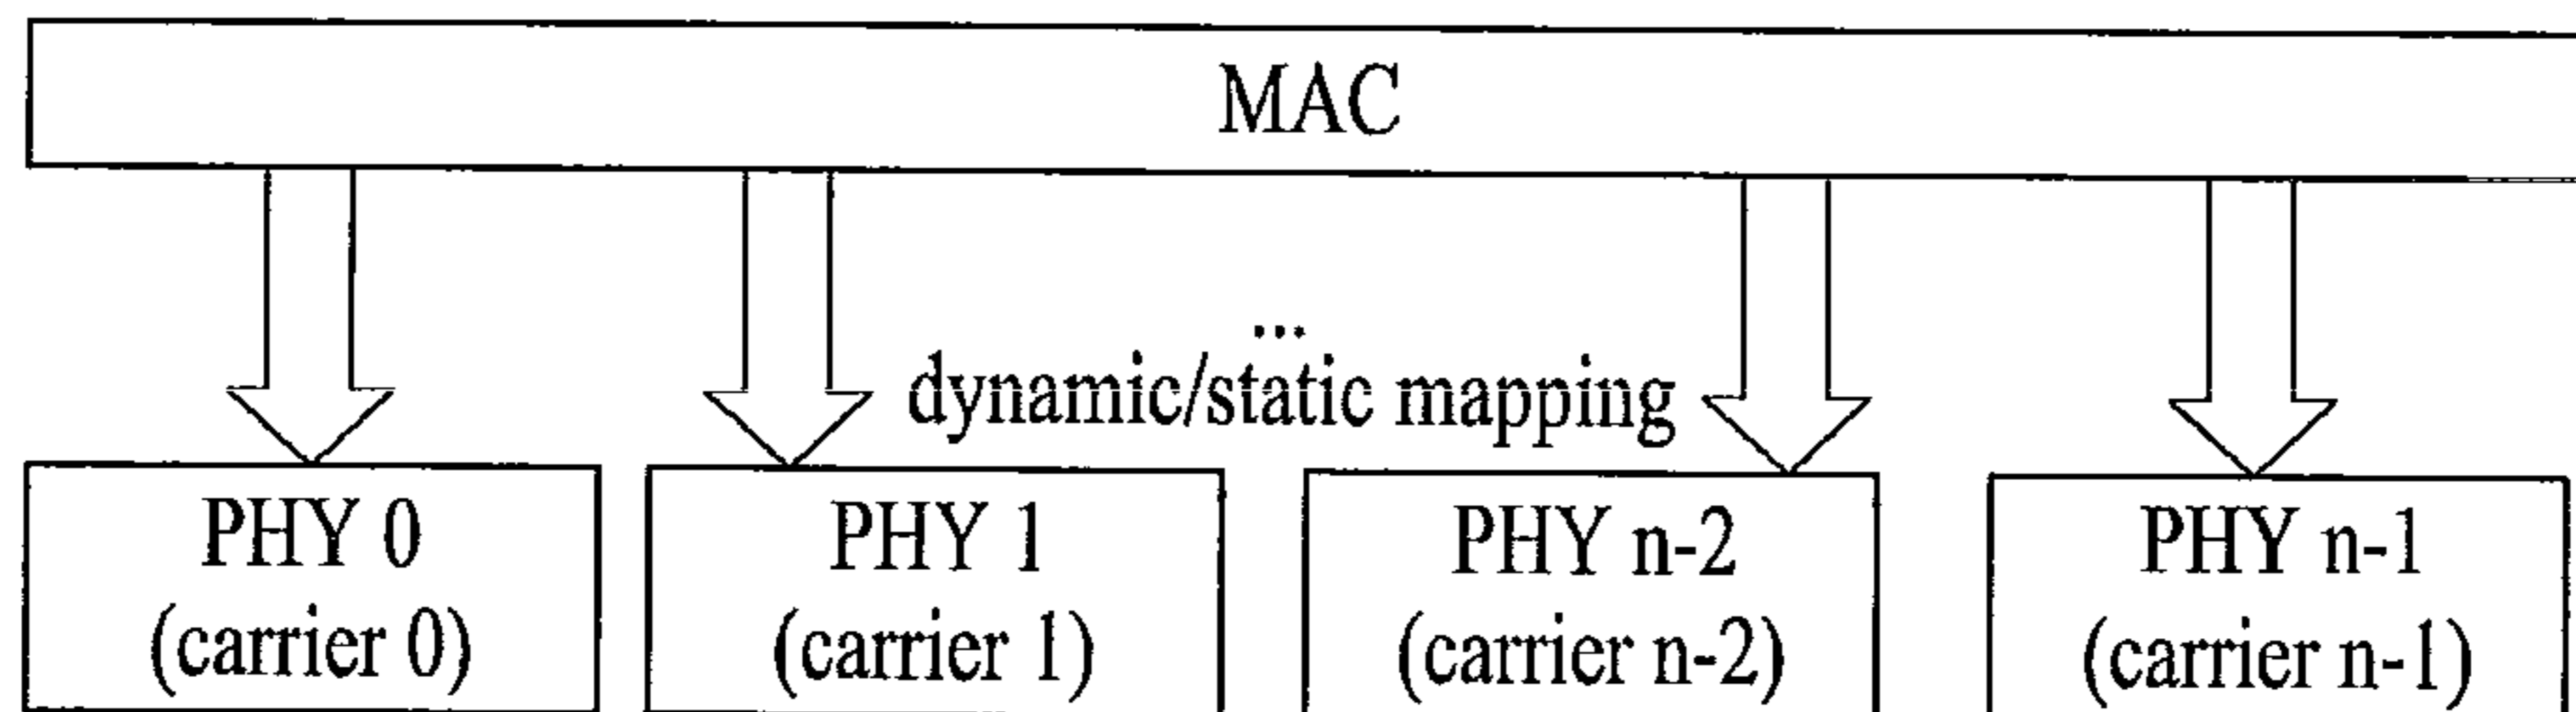 MAC
...
dynamic/static mapping
PHY 0
(carrier 0)
PHY 1
(carrier 1)
PHY n-2
(carrier n-2)
PHY n-1
(carrier n-1)